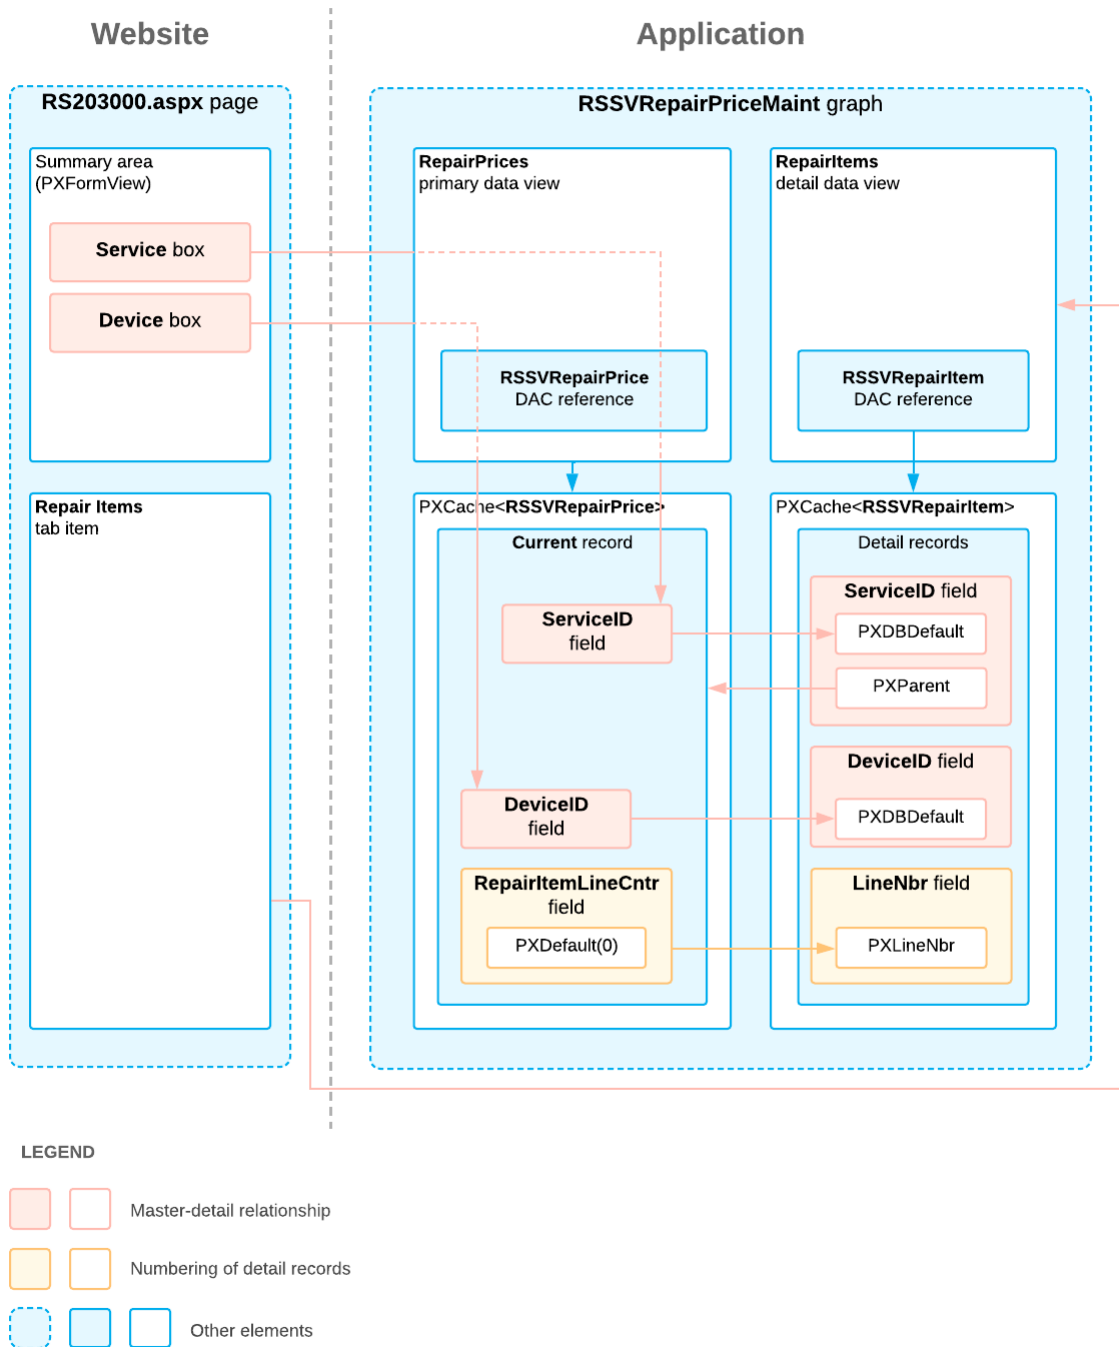 Website
Application
RS203000.aspx page
Summary area
(PXFormView)
Service box
Device box
Repair Items
tab item
RSSVRepairPriceMaint graph
RepairPrices
primary data view
RSSVRepairPrice
DAC reference
RepairItems
detail data view
RSSVRepairItem
DAC reference
PXCache<RSSVRepairPrice>
Current record
ServiceID
field
DeviceID
field
RepairItemLineCntr
field
PXDefault(0)
PXCache<RSSVRepairItem>
Detail records
ServiceID field
PXDBDefault
PXParent
DeviceID field
PXDBDefault
LineNbr field
PXLineNbr
LEGEND
Master-detail relationship
Numbering of detail records
Other elements